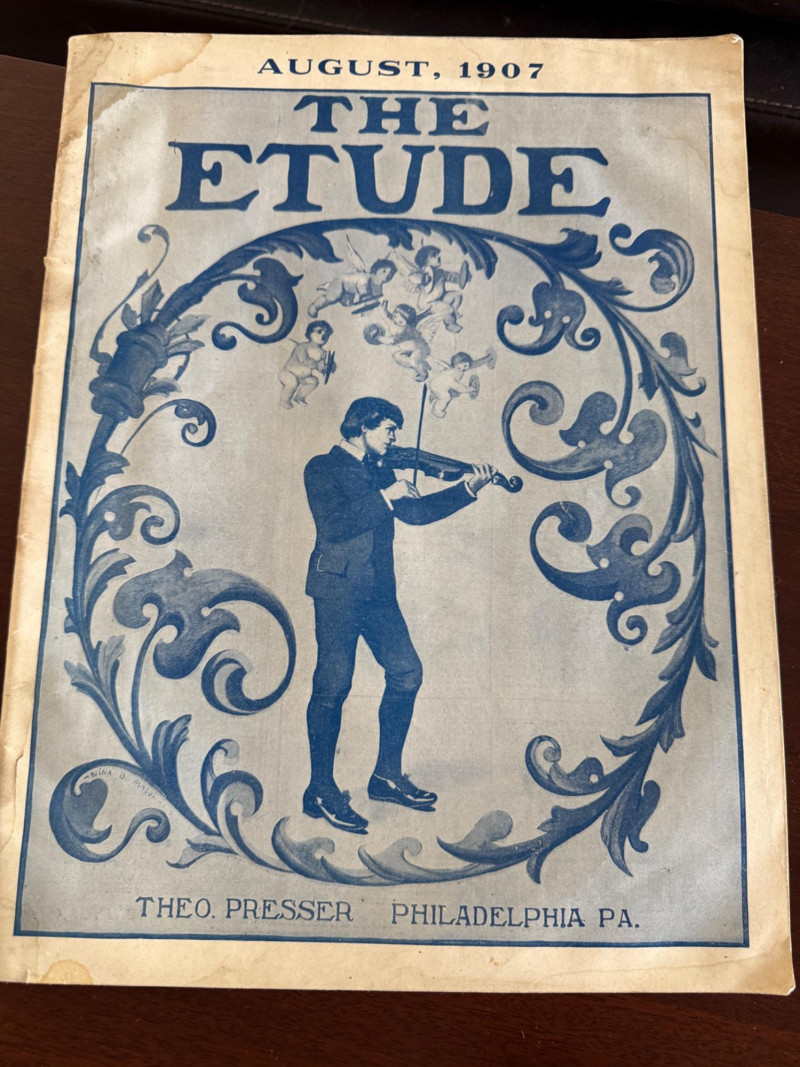 AUGUST, 1907
THE
ETUDE
THEO. PRESSER PHILADELPHIA PA.